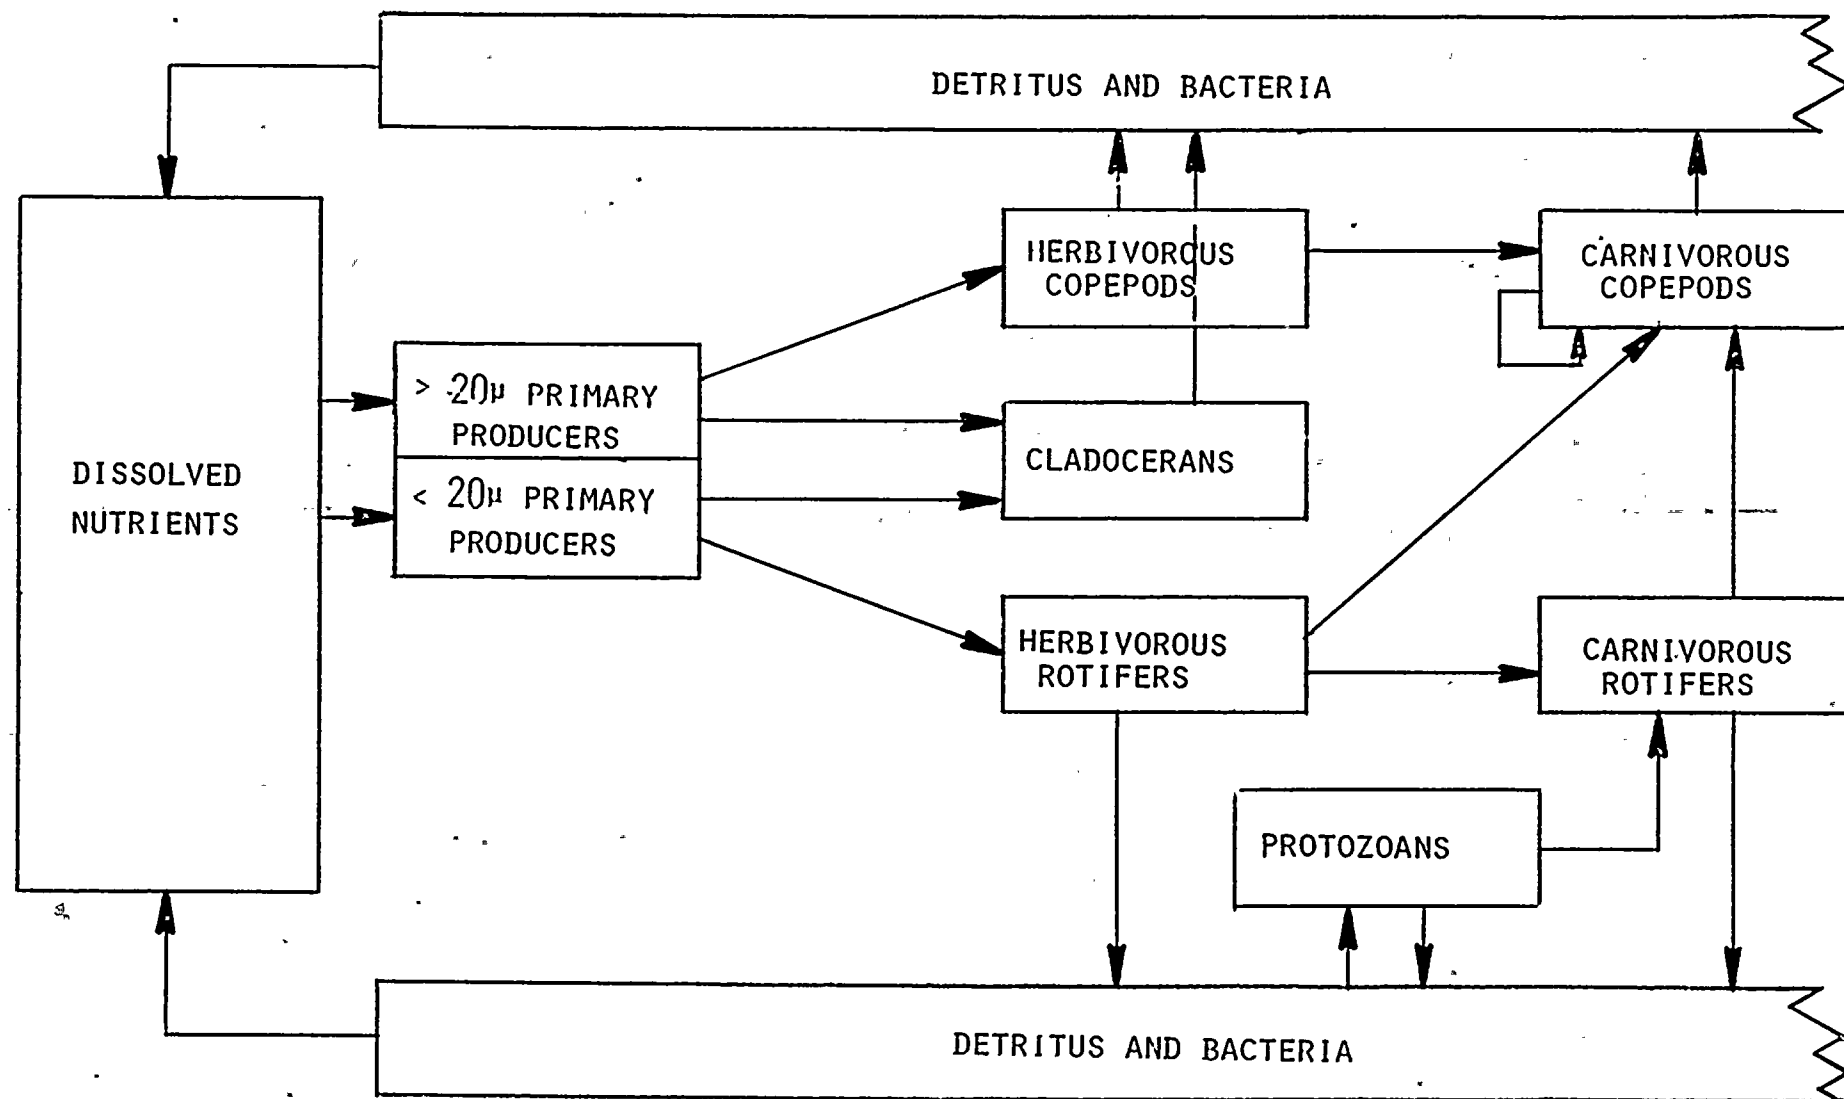 DETRITUS AND BACTERIA
HERBIVOROUS
COPEPODS
CARNIVOROUS
COPEPODS
> 20μ PRIMARY
PRODUCERS
< 20μ PRIMARY
PRODUCERS
DISSOLVED
NUTRIENTS
CLADOCERANS
HERBIVOROUS
ROTIFERS
CARNIVOROUS
ROTIFERS
PROTOZOANS
DETRITUS AND BACTERIA